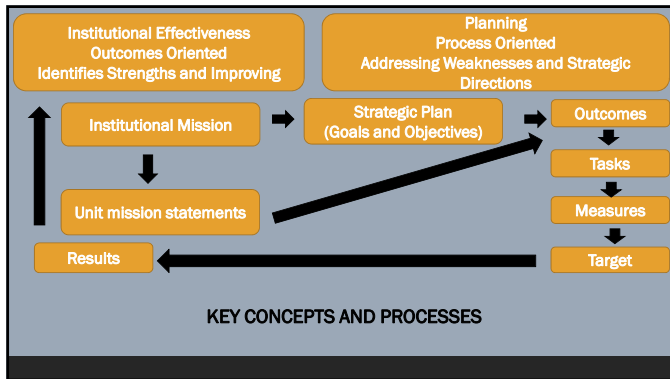 Institutional Effectiveness
Outcomes Oriented
Identifies Strengths and Improving
Planning
Process Oriented
Addressing Weaknesses and Strategic
Directions
Institutional Mission
Strategic Plan
(Goals and Objectives)
Outcomes
Tasks
Unit mission statements
Measures
Results
Target
KEY CONCEPTS AND PROCESSES